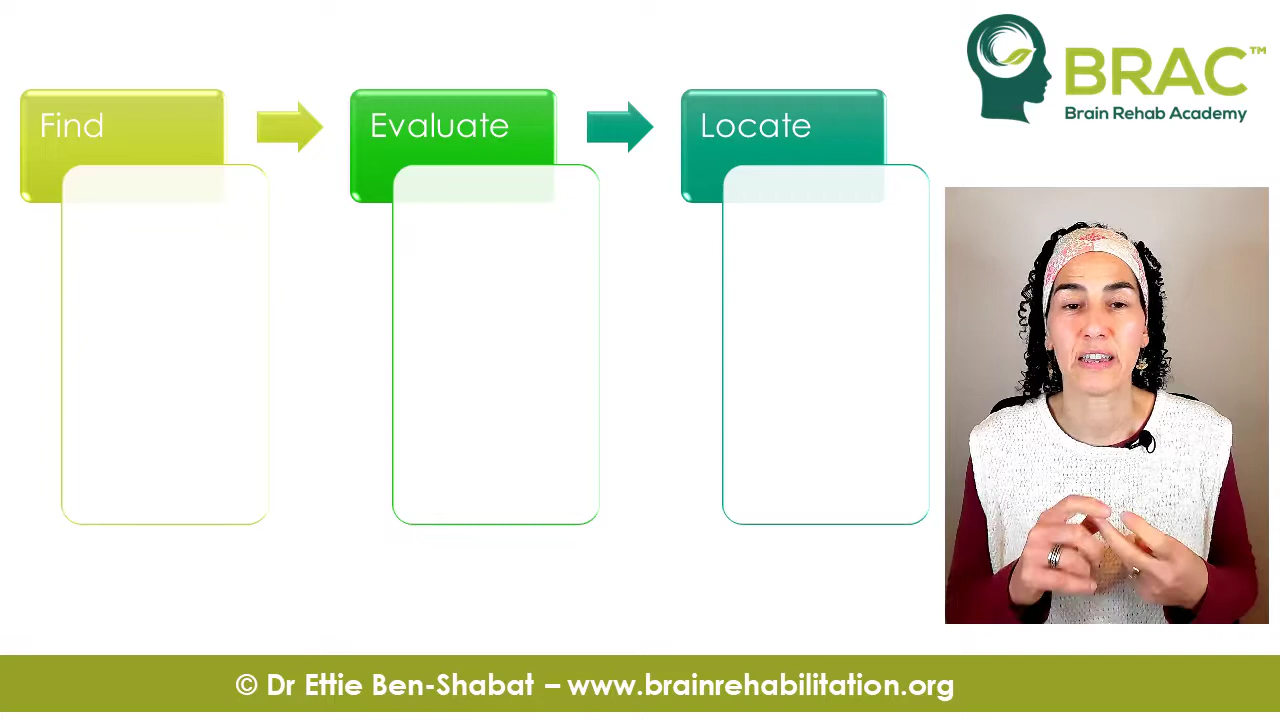 Find
Evaluate
Locate
BRAC™
Brain Rehab Academy
© Dr Ettie Ben-Shabat – www.brainrehabilitation.org